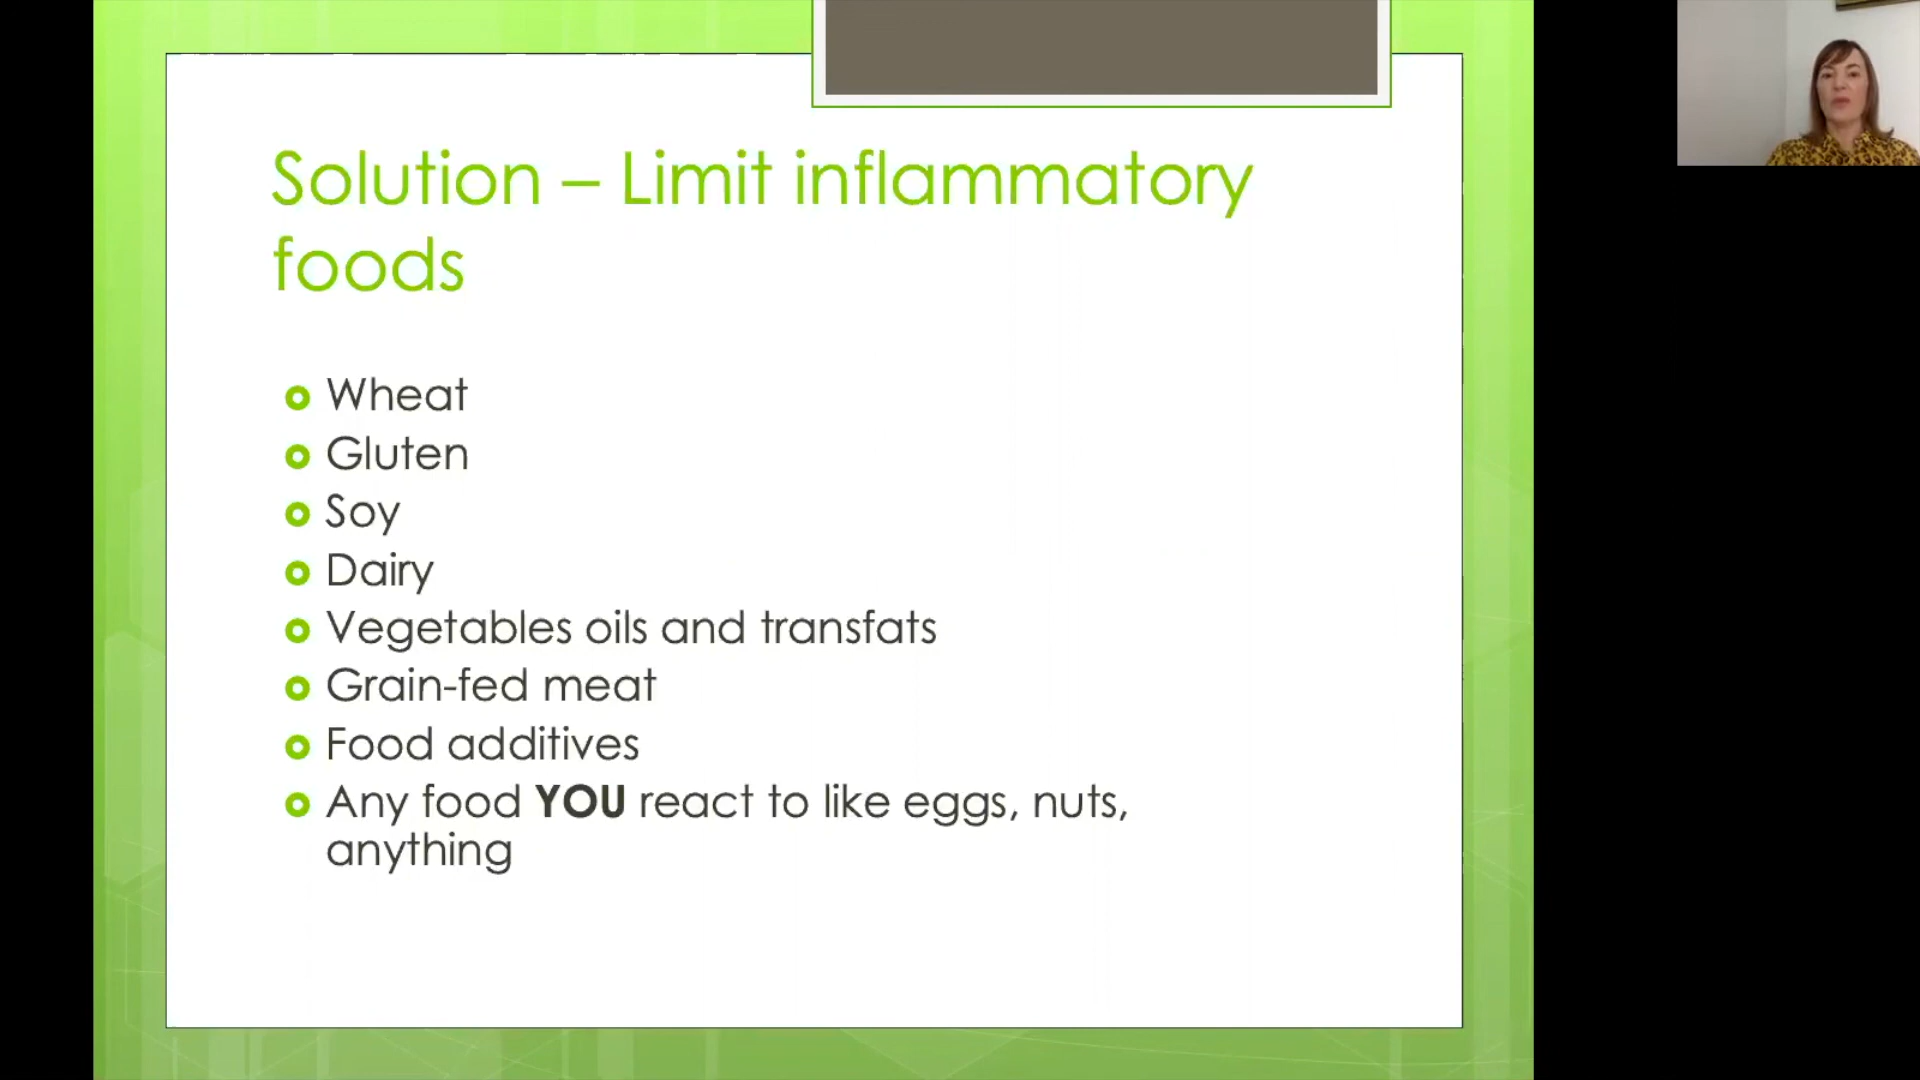 Solution – Limit inflammatory
foods
Wheat
Gluten
Soy
Dairy
Vegetables oils and transfats
Grain-fed meat
Food additives
Any food YOU react to like eggs, nuts,
anything